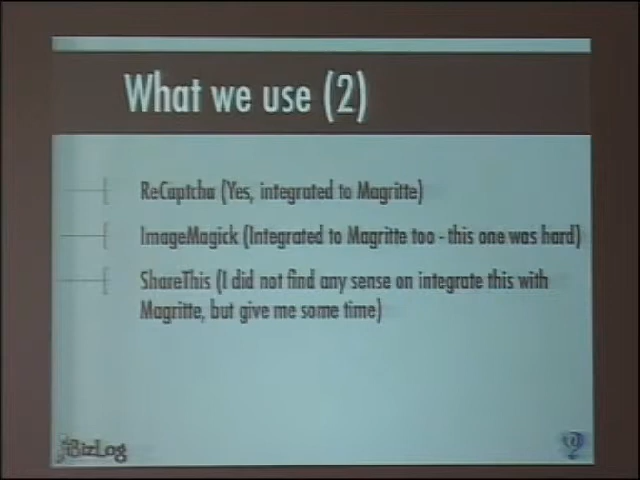 What we use (2)
ReCaptcha (Yes, integrated to Magritte)
ImageMagick (Integrated to Magritte too - this one was hard)
ShareThis (I did not find any sense on integrate this with
Magritte, but give me some time)
BizLog